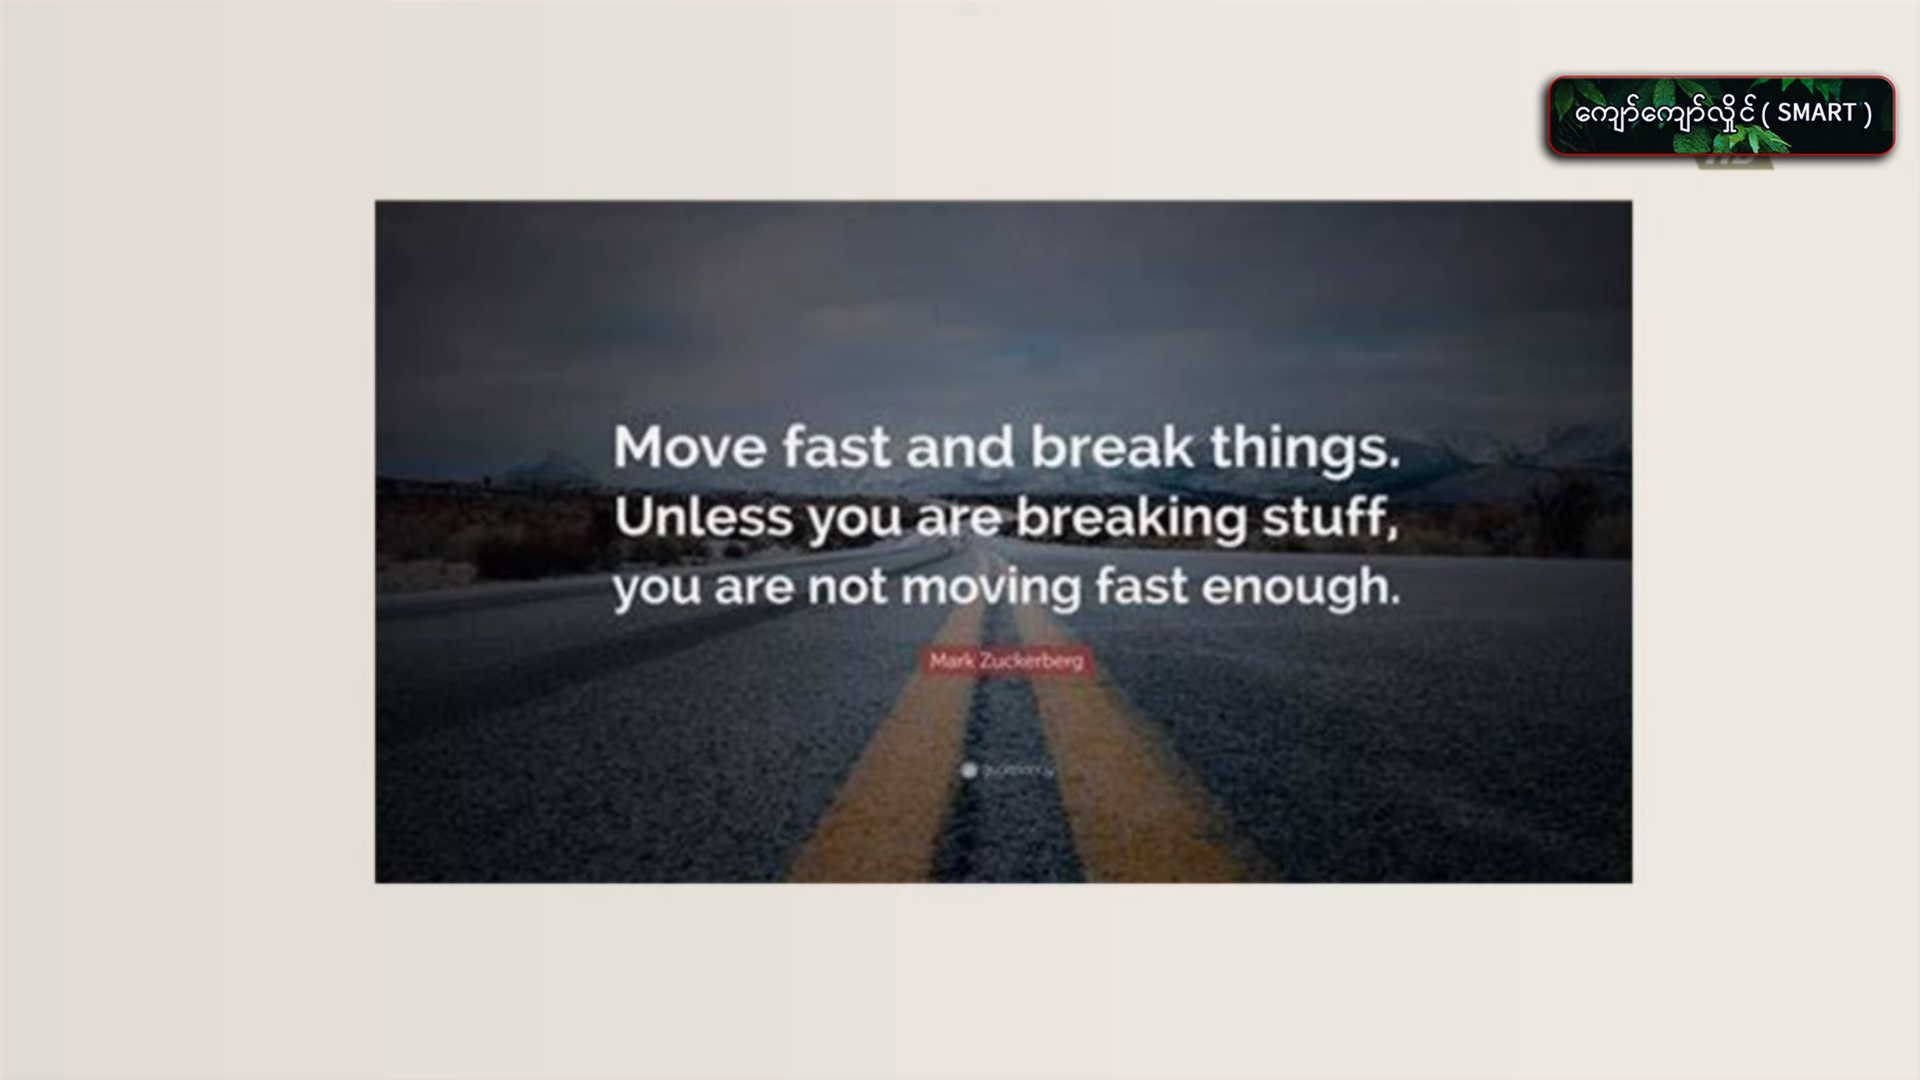 ကျော်ကျော်လှိုင် ( SMART )
HD
Move fast and break things.
Unless you are breaking stuff,
you are not moving fast enough.
Mark Zuckerberg